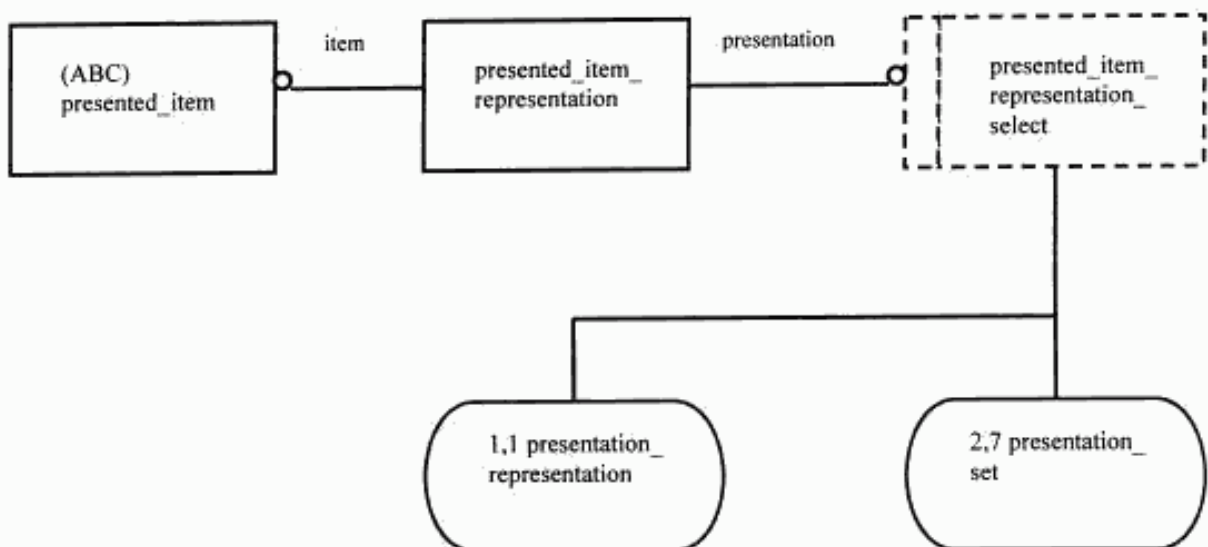 (ABC)
presented_item
item
presented_item_
representation
presentation
presented_item_
representation_
select
1,1 presentation_
representation
2,7 presentation_
set